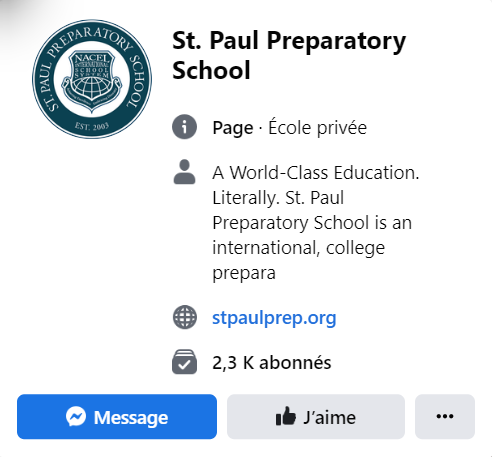 ST. PAUL PREPARATORY SCHOOL
NACEL
INTERNATIONAL
SCHOOL
SYSTEM
EST. 2003
St. Paul Preparatory
School
Page · École privée
A World-Class Education.
Literally. St. Paul
Preparatory School is an
international, college
prepara
stpaulprep.org
2,3 K abonnés
Message
J’aime